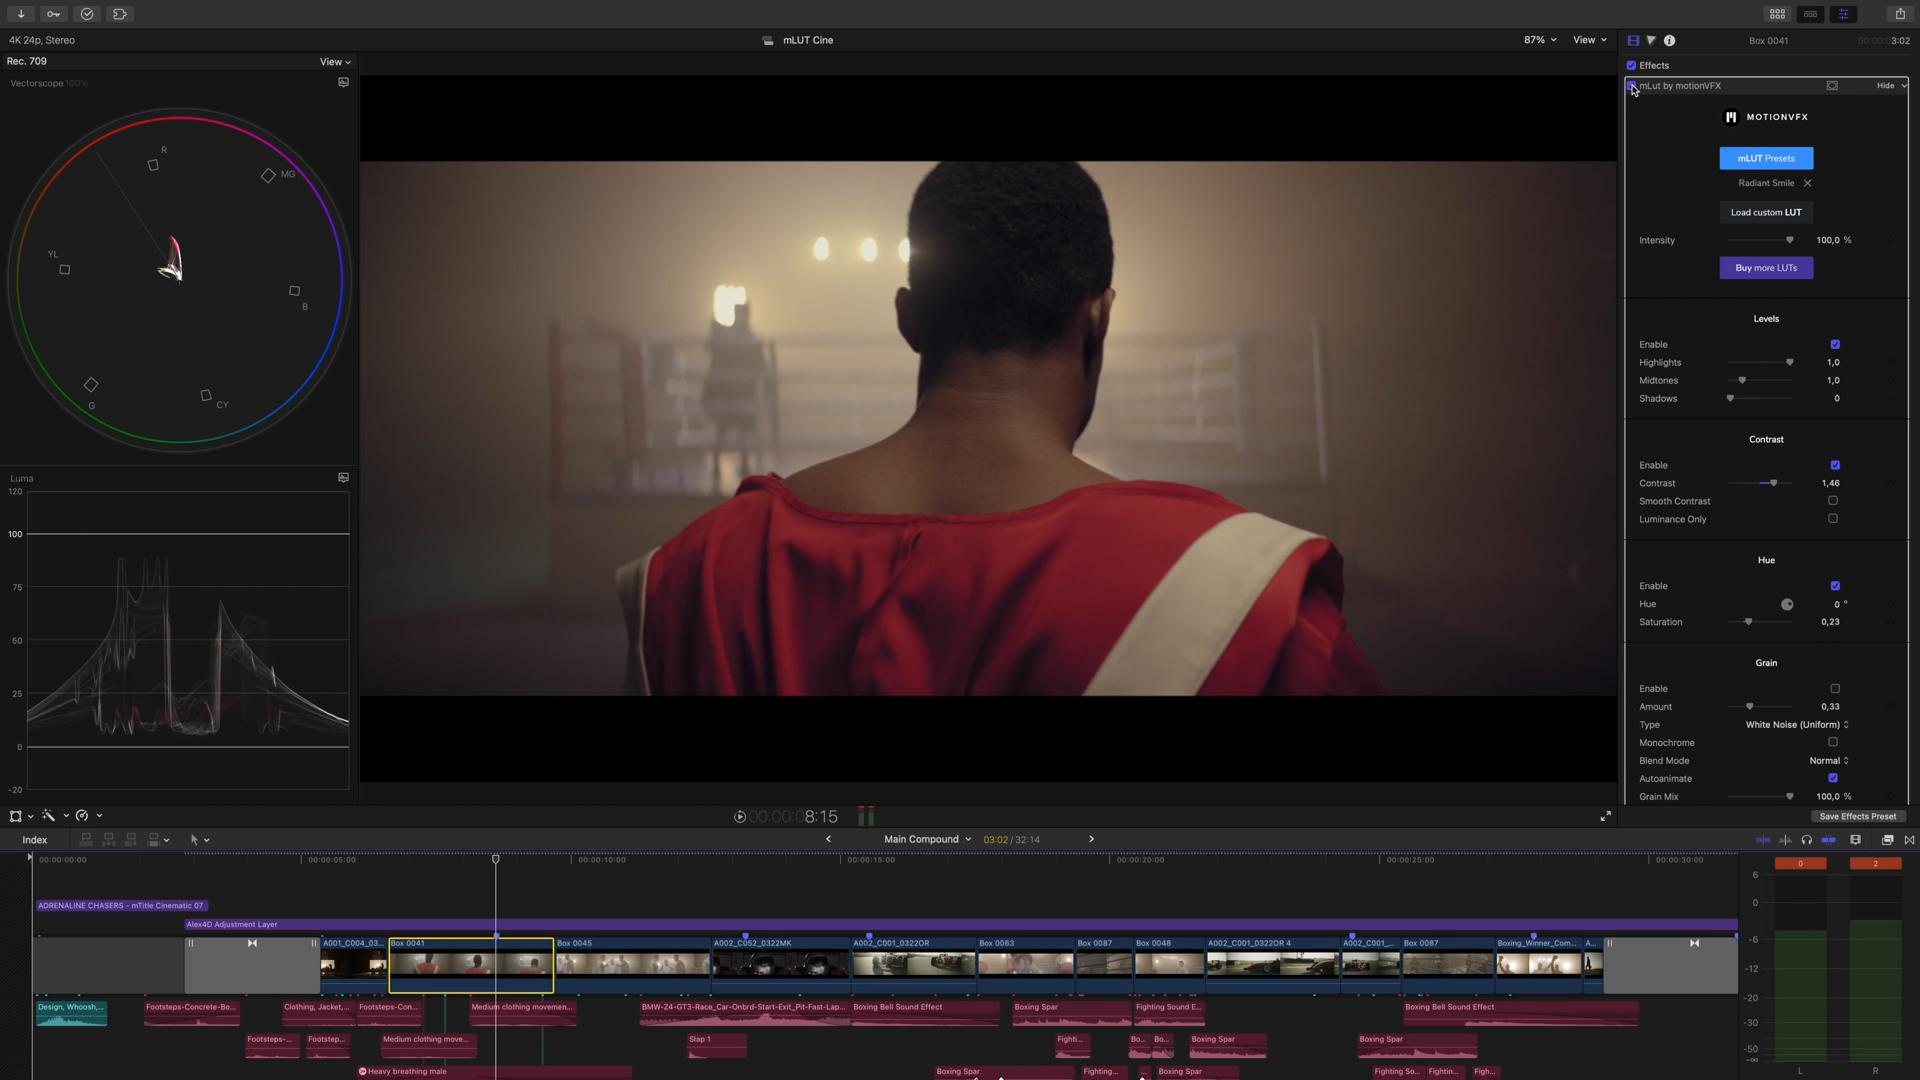 4K 24p, Stereo
mLUT Cine
87%
View
Box 0041
00:00:03:02
Rec. 709
View
Effects
Vectorscope 100%
mLut by motionVFX
Hide
MOTIONVFX
R
MG
YL
B
G
CY
mLUT Presets
Radiant Smile
Load custom LUT
Intensity
100,0 %
Buy more LUTs
Levels
Enable
Highlights
1,0
Midtones
1,0
Shadows
0
Contrast
Enable
Contrast
1,46
Smooth Contrast
Luminance Only
Hue
Enable
Hue
0 °
Saturation
0,23
Grain
Enable
Amount
0,33
Type
White Noise (Uniform)
Monochrome
Blend Mode
Normal
Autoanimate
Grain Mix
100,0 %
Save Effects Preset
Luma
120
100
75
50
25
0
-20
00:00:08:15
Index
Main Compound
03:02 / 32:14
00:00:00:00
00:00:05:00
00:00:10:00
00:00:15:00
00:00:20:00
00:00:25:00
00:00:30:00
ADRENALINE CHASERS - mTitle Cinematic 07
Alex4D Adjustment Layer
A001_C004_03...
Box 0041
Box 0045
A002_C052_0322MK
A002_C001_0322OR
Box 0063
Box 0087
Box 0048
A002_C001_0322OR 4
A002_C001_...
Box 0087
Boxing_Winner_Com...
A...
Design, Whoosh,...
Footsteps-Concrete-Bo...
Clothing, Jacket,...
Footsteps-Con...
Medium clothing movemen...
BMW-Z4-GT3-Race_Car-Onbrd-Start-Exit_Pit-Fast-Lap...
Boxing Bell Sound Effect
Boxing Spar
Fighting Sound E...
Boxing Bell Sound Effect
Footsteps-...
Footstep...
Medium clothing move...
Slap 1
Fighti...
Bo...
Bo...
Boxing Spar
Boxing Spar
Heavy breathing male
Boxing Spar
Fighting...
...
Boxing Spar
Fighting So...
Fightin...
Figh...
0
2
6
0
-6
-12
-20
-30
-50
-∞
L
R